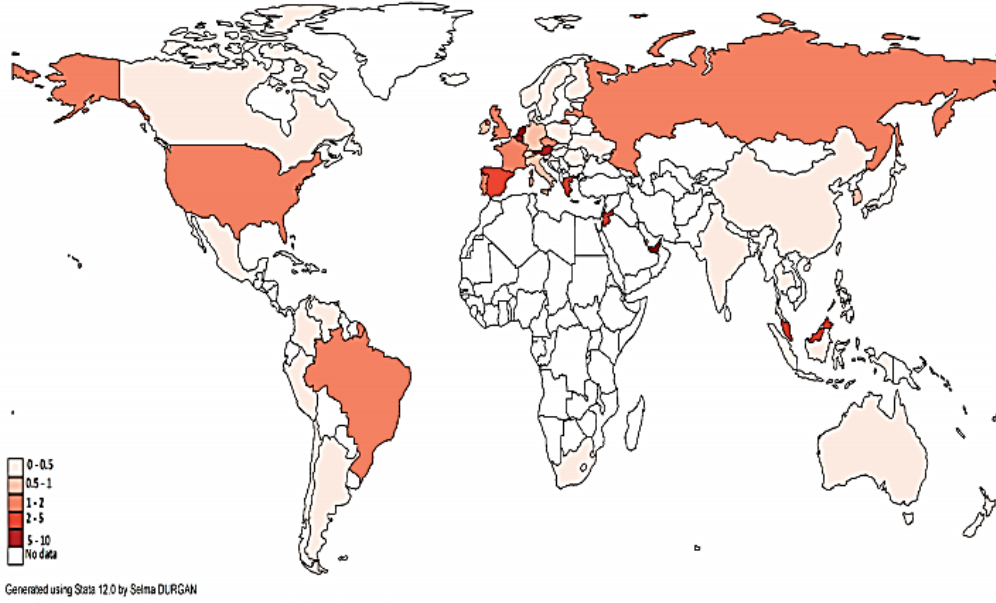 0 - 0.5
0.5 - 1
1 - 2
2 - 5
5 - 10
No data
Generated using Stata 12.0 by Selma DURGAN